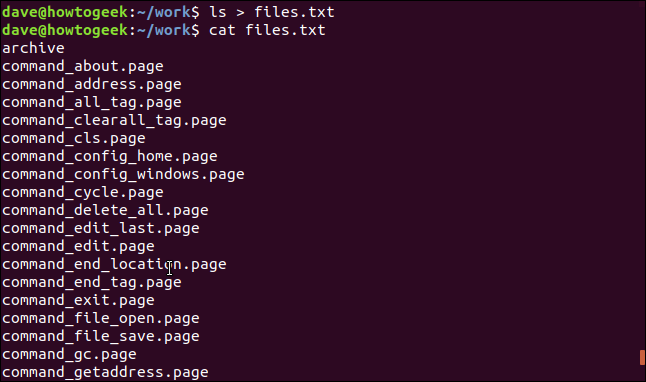 dave@howtogeek:~/work$ ls > files.txt
dave@howtogeek:~/work$ cat files.txt
archive
command_about.page
command_address.page
command_all_tag.page
command_clearall_tag.page
command_cls.page
command_config_home.page
command_config_windows.page
command_cycle.page
command_delete_all.page
command_edit_last.page
command_edit.page
command_end_location.page
command_end_tag.page
command_exit.page
command_file_open.page
command_file_save.page
command_gc.page
command_getaddress.page